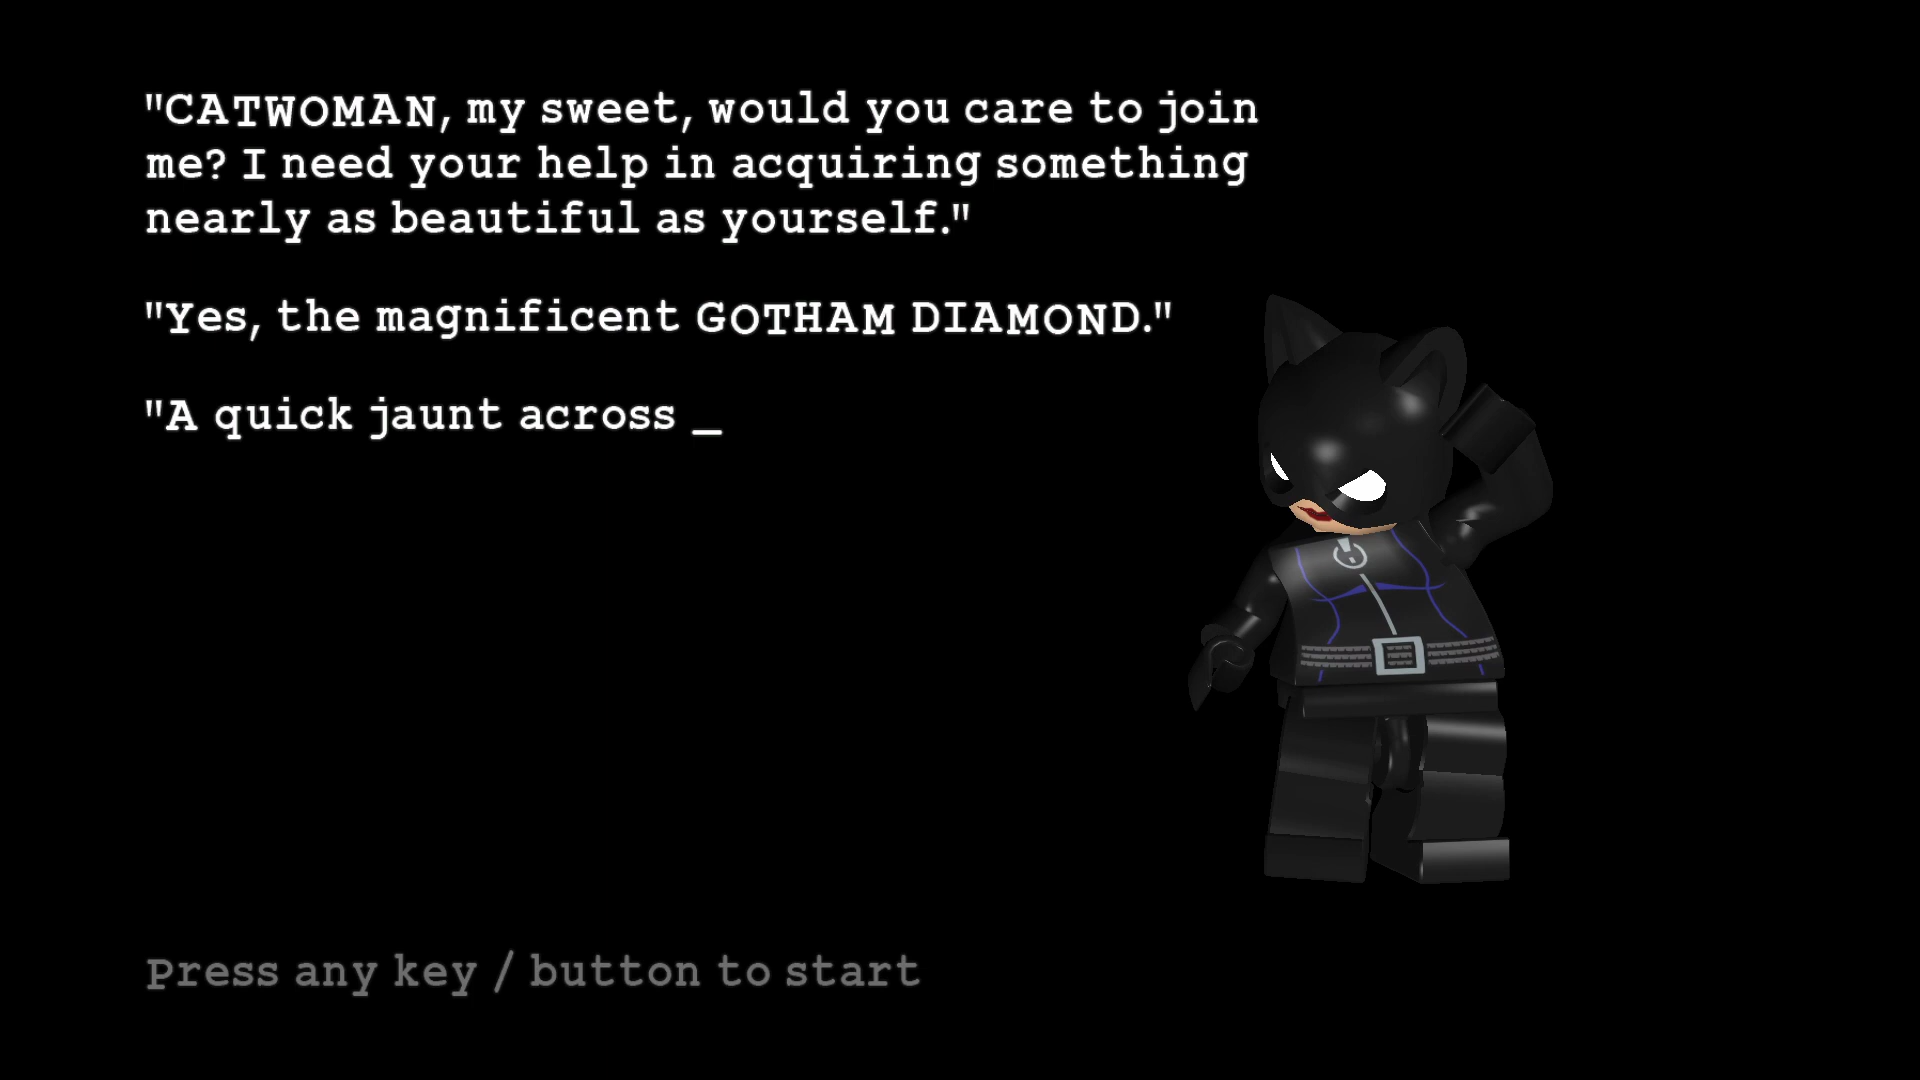 "CATWOMAN, my sweet, would you care to join
me? I need your help in acquiring something
nearly as beautiful as yourself."
"Yes, the magnificent GOTHAM DIAMOND."
"A quick jaunt across _
Press any key / button to start